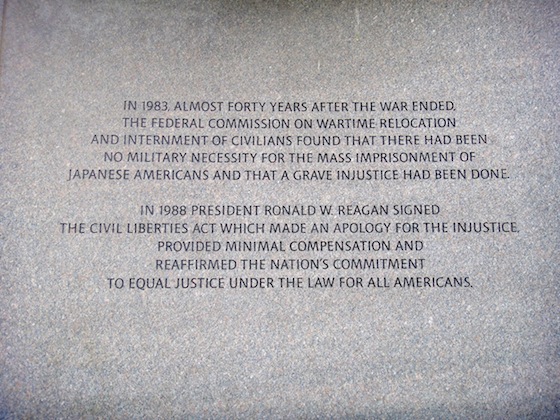 IN 1983, ALMOST FORTY YEARS AFTER THE WAR ENDED,
THE FEDERAL COMMISSION ON WARTIME RELOCATION
AND INTERNMENT OF CIVILIANS FOUND THAT THERE HAD BEEN
NO MILITARY NECESSITY FOR THE MASS IMPRISONMENT OF
JAPANESE AMERICANS AND THAT A GRAVE INJUSTICE HAD BEEN DONE.
IN 1988 PRESIDENT RONALD W. REAGAN SIGNED
THE CIVIL LIBERTIES ACT WHICH MADE AN APOLOGY FOR THE INJUSTICE,
PROVIDED MINIMAL COMPENSATION AND
REAFFIRMED THE NATION'S COMMITMENT
TO EQUAL JUSTICE UNDER THE LAW FOR ALL AMERICANS.